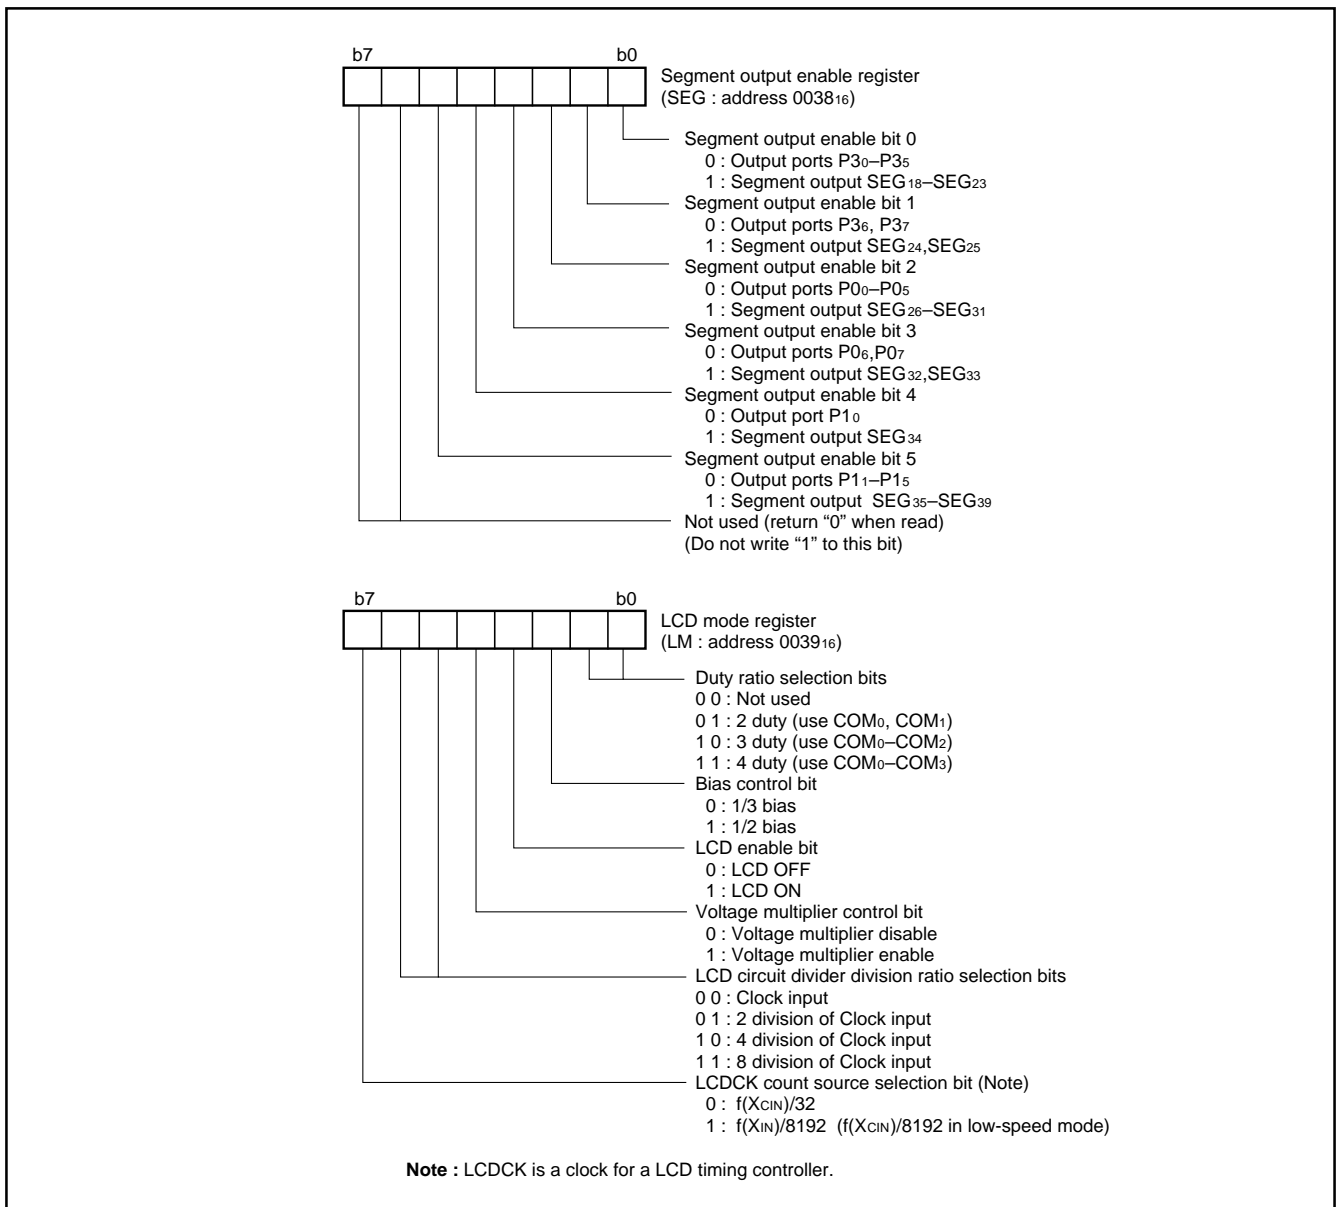 b7 b0
Segment output enable register
(SEG : address 003816)
Segment output enable bit 0
0 : Output ports P30–P35
1 : Segment output SEG18–SEG23
Segment output enable bit 1
0 : Output ports P36, P37
1 : Segment output SEG24,SEG25
Segment output enable bit 2
0 : Output ports P00–P05
1 : Segment output SEG26–SEG31
Segment output enable bit 3
0 : Output ports P06,P07
1 : Segment output SEG32,SEG33
Segment output enable bit 4
0 : Output port P10
1 : Segment output SEG34
Segment output enable bit 5
0 : Output ports P11–P15
1 : Segment output SEG35–SEG39
Not used (return “0” when read)
(Do not write “1” to this bit)
b7 b0
LCD mode register
(LM : address 003916)
Duty ratio selection bits
0 0 : Not used
0 1 : 2 duty (use COM0, COM1)
1 0 : 3 duty (use COM0–COM2)
1 1 : 4 duty (use COM0–COM3)
Bias control bit
0 : 1/3 bias
1 : 1/2 bias
LCD enable bit
0 : LCD OFF
1 : LCD ON
Voltage multiplier control bit
0 : Voltage multiplier disable
1 : Voltage multiplier enable
LCD circuit divider division ratio selection bits
0 0 : Clock input
0 1 : 2 division of Clock input
1 0 : 4 division of Clock input
1 1 : 8 division of Clock input
LCDCK count source selection bit (Note)
0 : f(XCIN)/32
1 : f(XIN)/8192 (f(XCIN)/8192 in low-speed mode)
Note : LCDCK is a clock for a LCD timing controller.